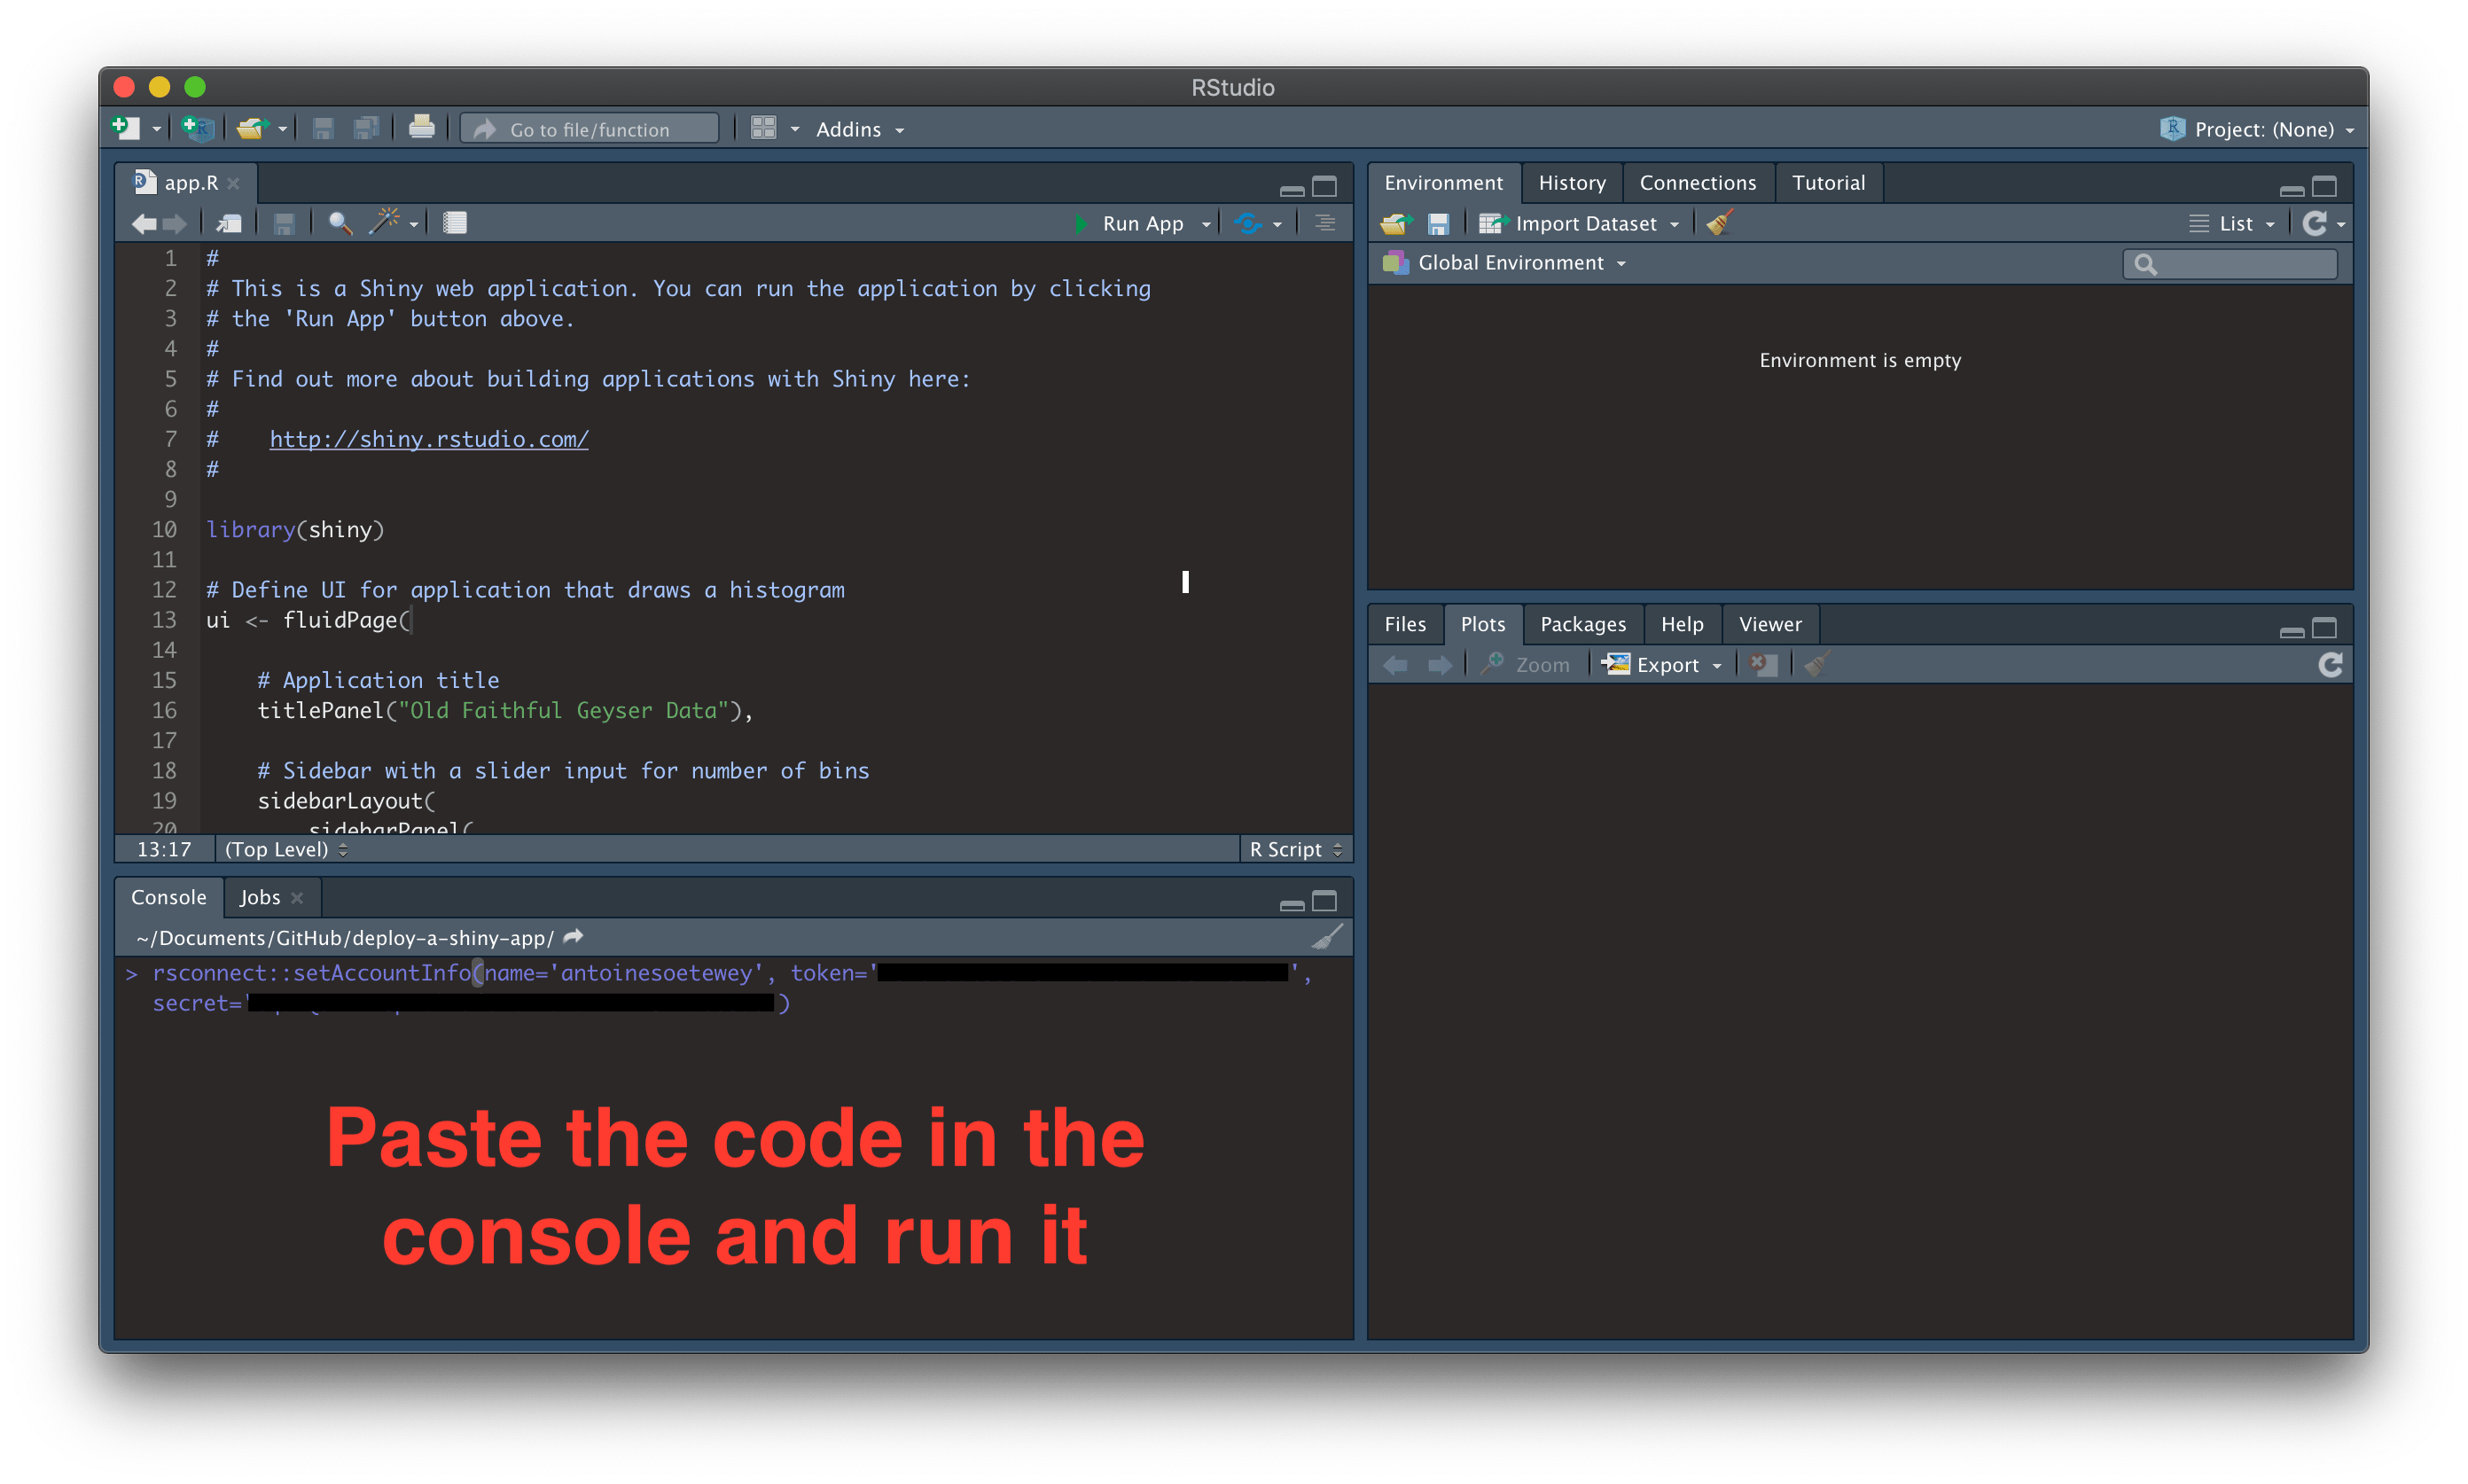 RStudio
Go to file/function
Addins
Project: (None)
app.R
Run App
1 #
2 # This is a Shiny web application. You can run the application by clicking
3 # the 'Run App' button above.
4 #
5 # Find out more about building applications with Shiny here:
6 #
7 #    http://shiny.rstudio.com/
8 #
9
10 library(shiny)
11
12 # Define UI for application that draws a histogram
13 ui <- fluidPage(
14
15     # Application title
16     titlePanel("Old Faithful Geyser Data"),
17
18     # Sidebar with a slider input for number of bins
19     sidebarLayout(
20         sidebarPanel(
13:17 (Top Level) R Script
Console Jobs
~/Documents/GitHub/deploy-a-shiny-app/
> rsconnect::setAccountInfo(name='antoinesoetewey', token='                ',
secret='                )
Paste the code in the
console and run it
Environment History Connections Tutorial
Import Dataset List
Global Environment
Environment is empty
Files Plots Packages Help Viewer
Zoom Export